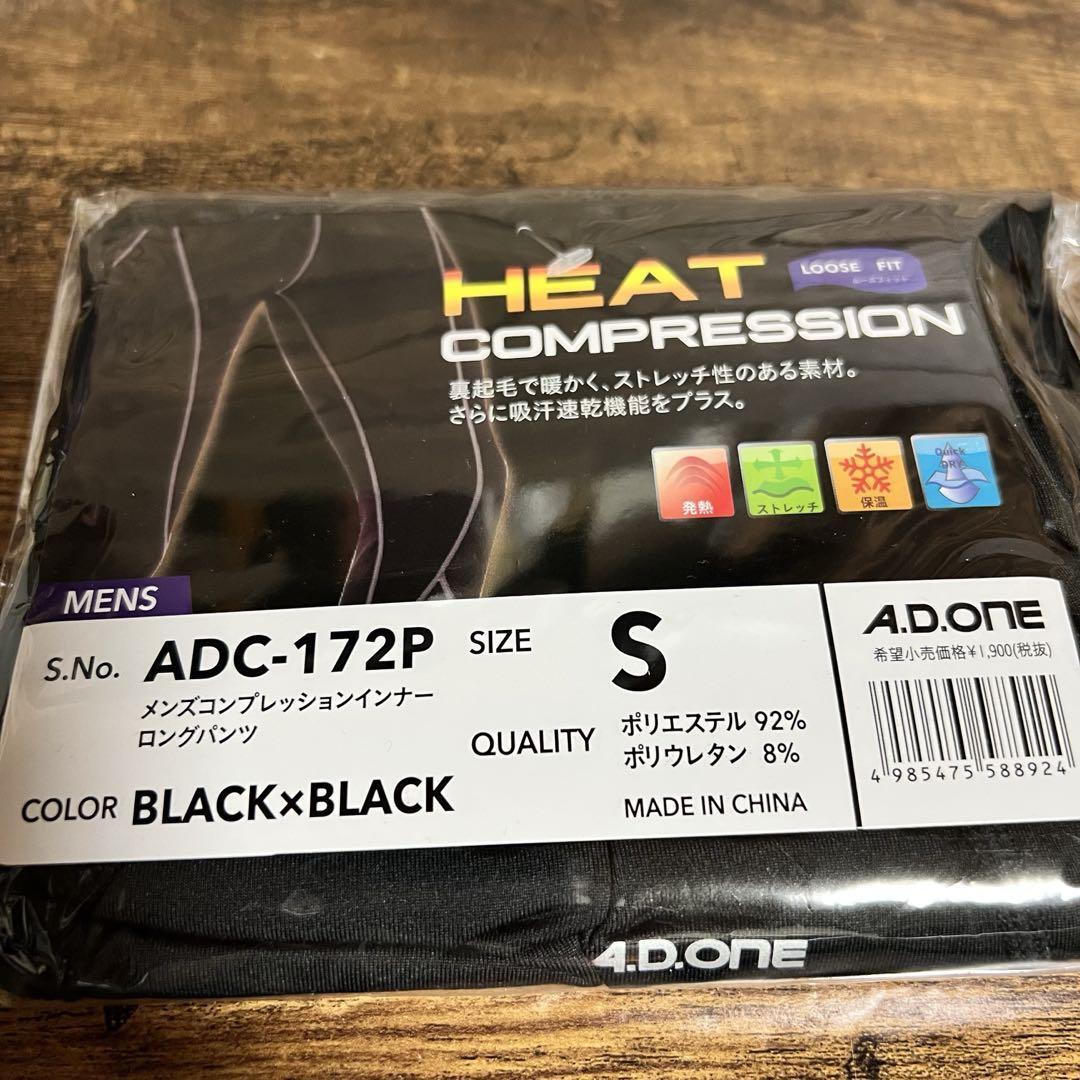 HEAT
LOOSE FIT
ルーズフィット
COMPRESSION
裏起毛で暖かく、ストレッチ性のある素材。
さらに吸汗速乾機能をプラス。
発熱
ストレッチ
保温
Quick
DRY
MENS
S.No. ADC-172P
メンズコンプレッションインナー
ロングパンツ
COLOR BLACK×BLACK
SIZE S
QUALITY ポリエステル 92%
ポリウレタン 8%
MADE IN CHINA
A.D.ONE
希望小売価格¥1,900(税抜)
4 985475 588924
A.D.ONE